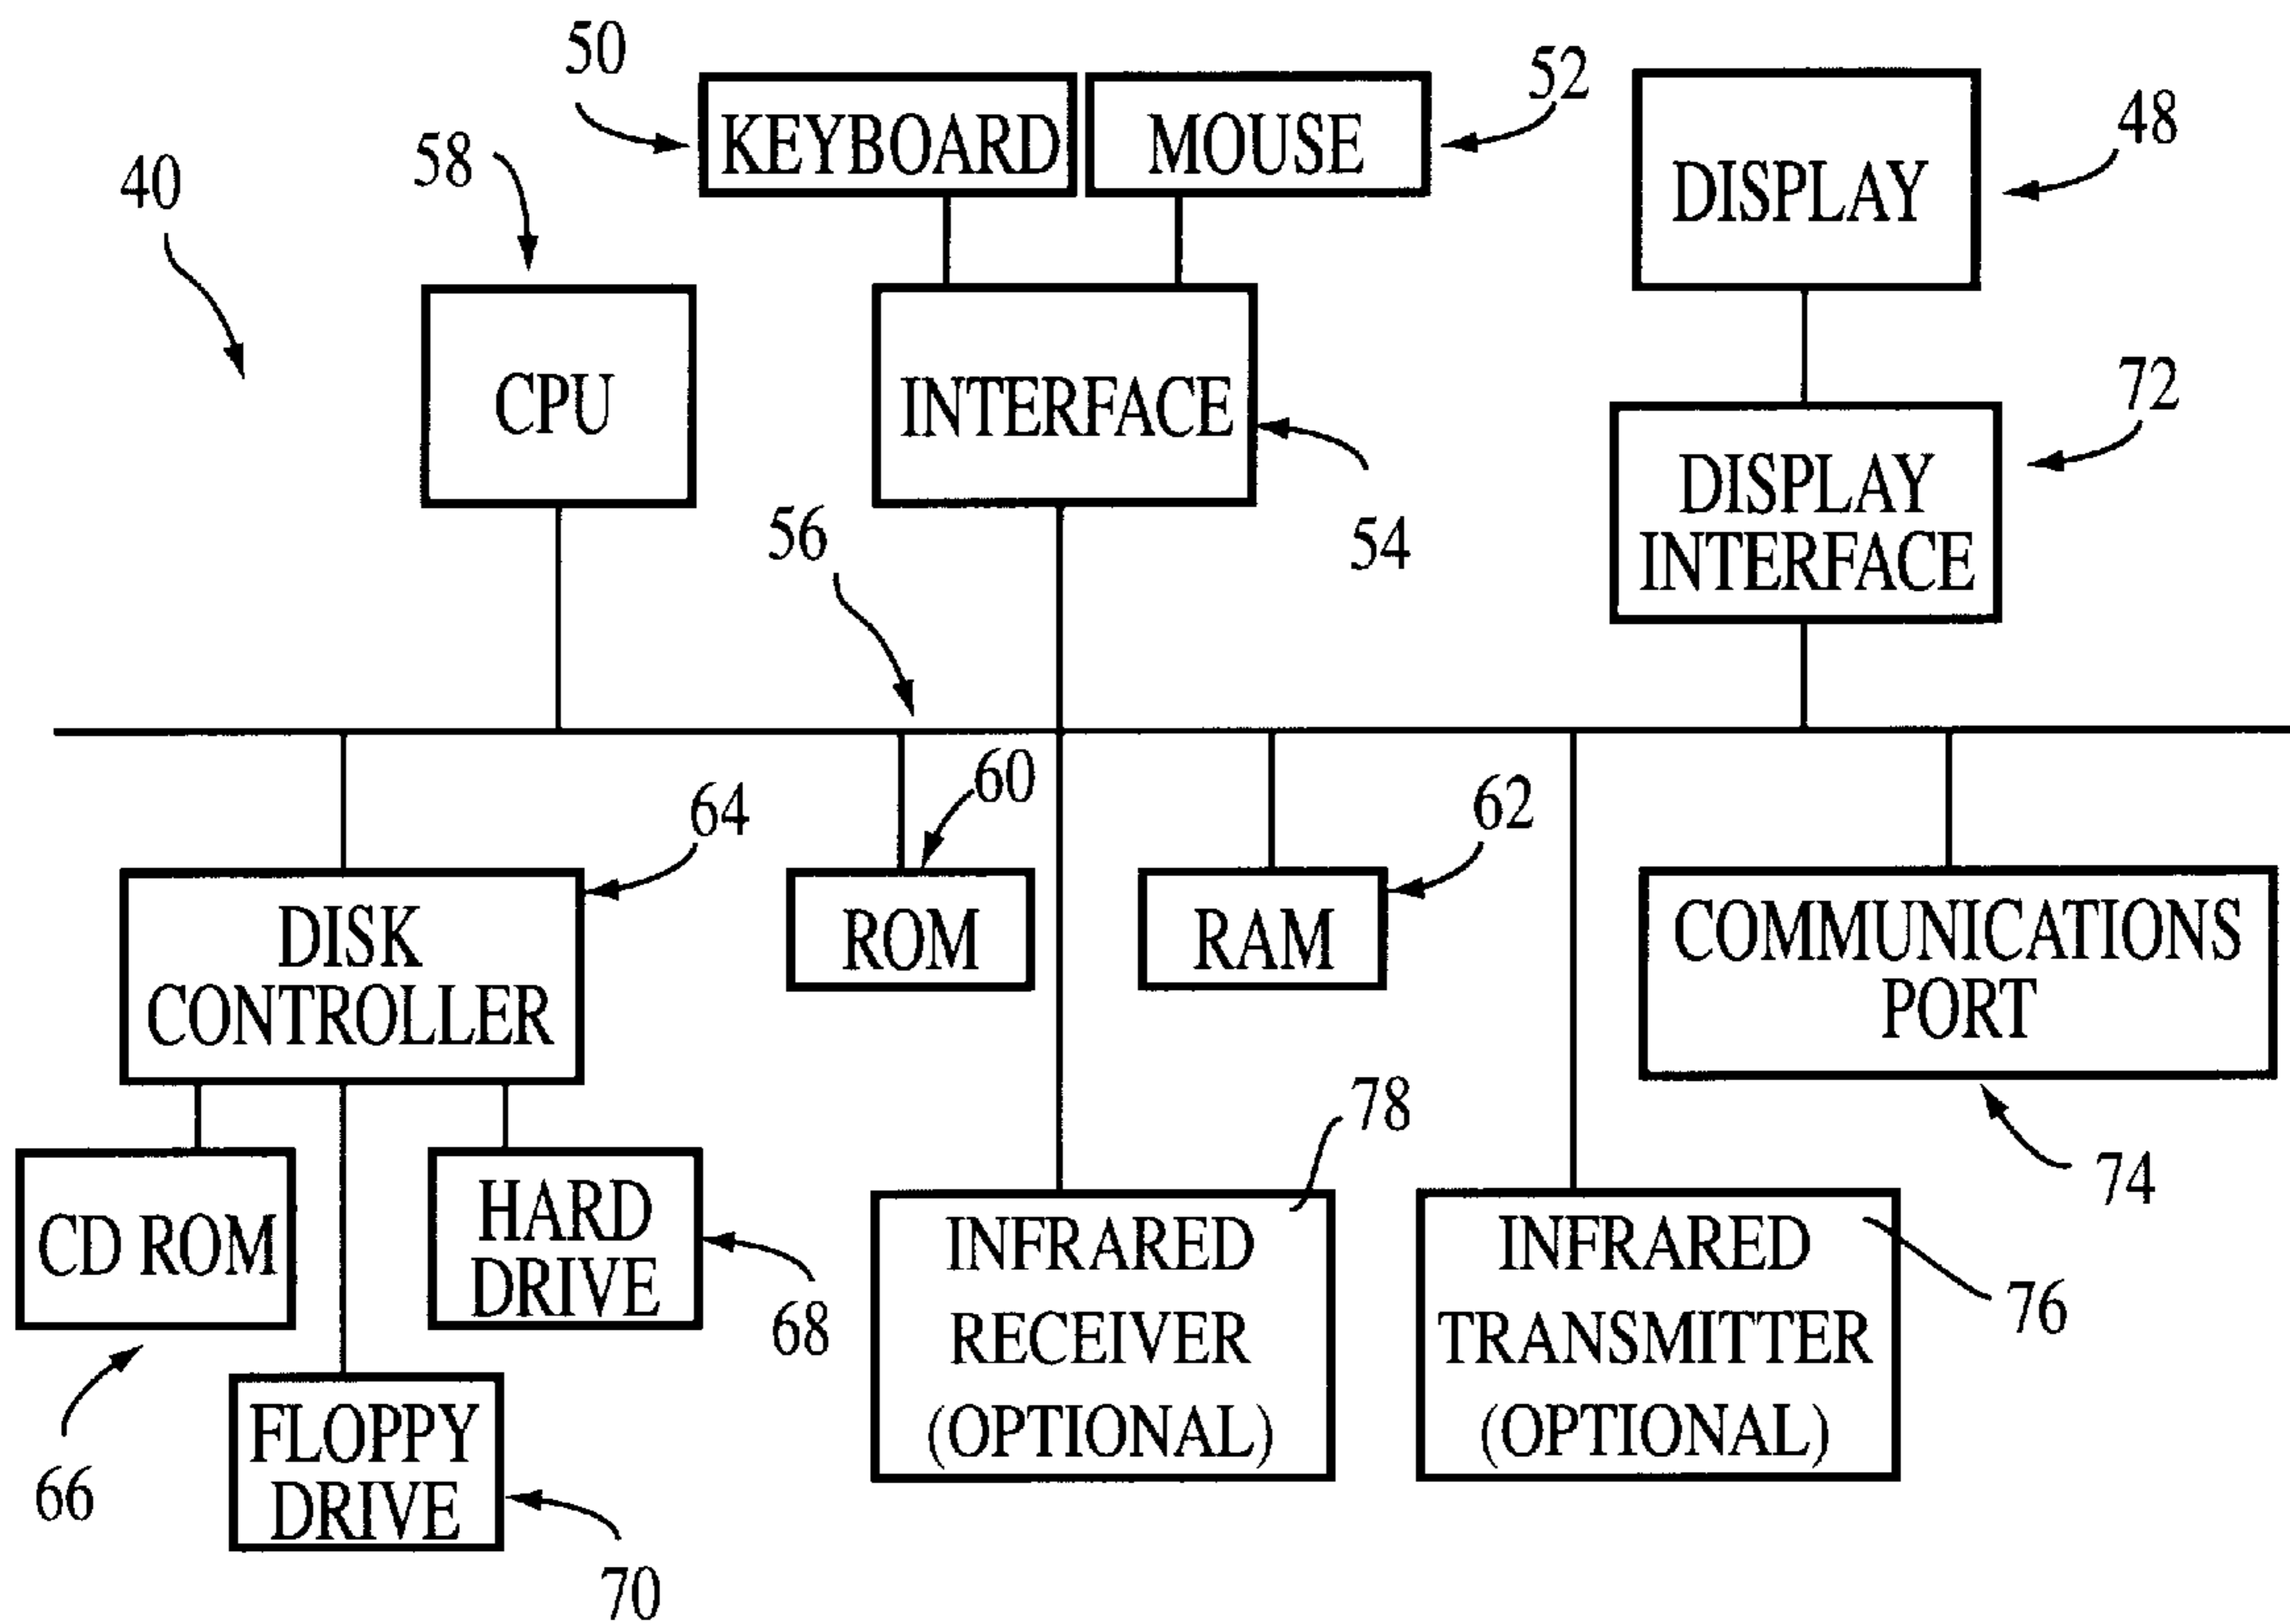 50
KEYBOARD
MOUSE
52
48
DISPLAY
58
40
CPU
INTERFACE
54
72
DISPLAY
INTERFACE
56
64
60
62
DISK
CONTROLLER
ROM
RAM
COMMUNICATIONS
PORT
74
CD ROM
66
HARD
DRIVE
68
FLOPPY
DRIVE
70
78
INFRARED
RECEIVER
(OPTIONAL)
INFRARED
TRANSMITTER
(OPTIONAL)
76